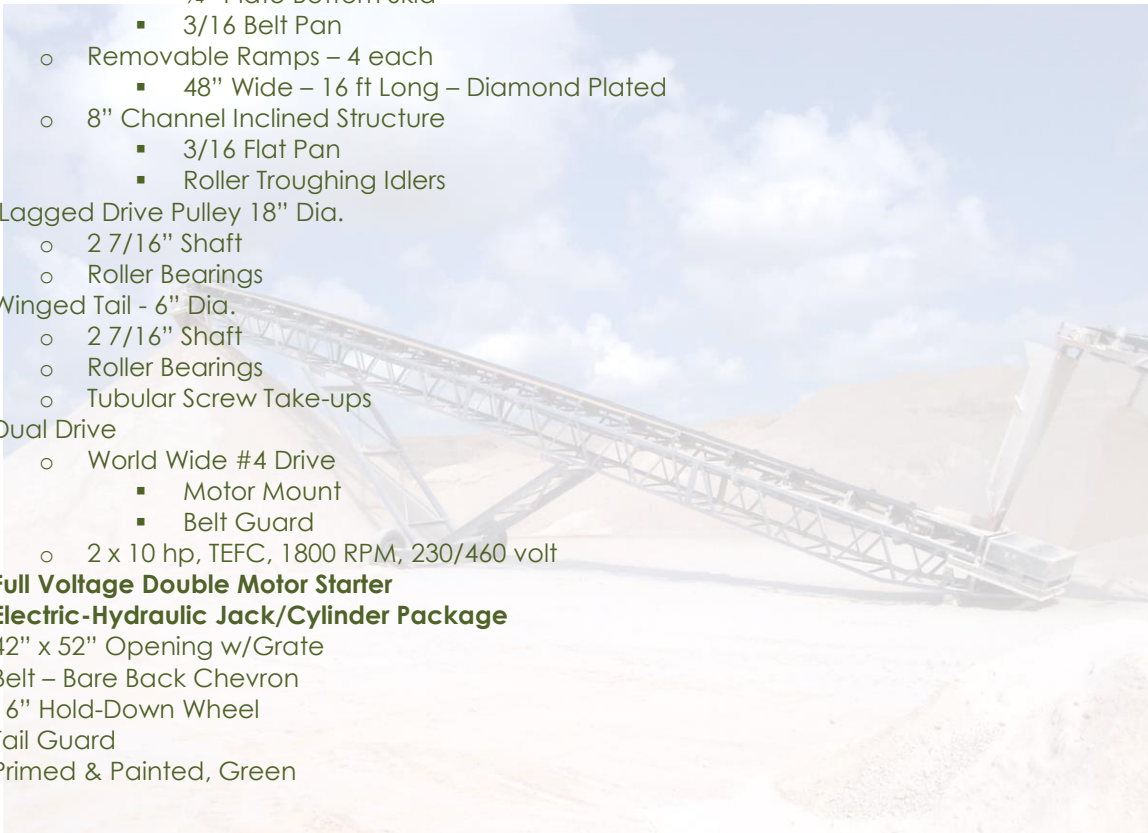 Plate Bottom Skid
▪ 3/16 Belt Pan
o Removable Ramps – 4 each
▪ 48” Wide – 16 ft Long – Diamond Plated
o 8” Channel Inclined Structure
▪ 3/16 Flat Pan
▪ Roller Troughing Idlers
Lagged Drive Pulley 18” Dia.
o 2 7/16” Shaft
o Roller Bearings
Winged Tail - 6” Dia.
o 2 7/16” Shaft
o Roller Bearings
o Tubular Screw Take-ups
Dual Drive
o World Wide #4 Drive
▪ Motor Mount
▪ Belt Guard
o 2 x 10 hp, TEFC, 1800 RPM, 230/460 volt
Full Voltage Double Motor Starter
Electric-Hydraulic Jack/Cylinder Package
42” x 52” Opening w/Grate
Belt – Bare Back Chevron
6” Hold-Down Wheel
Tail Guard
Primed & Painted, Green